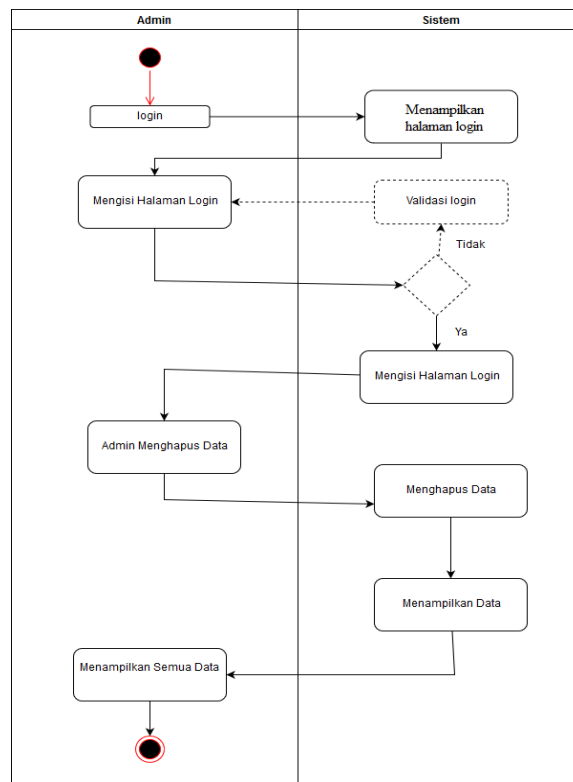 Admin
Sistem
login
Menampilkan
halaman login
Mengisi Halaman Login
Validasi login
Tidak
Ya
Mengisi Halaman Login
Admin Menghapus Data
Menghapus Data
Menampilkan Data
Menampilkan Semua Data